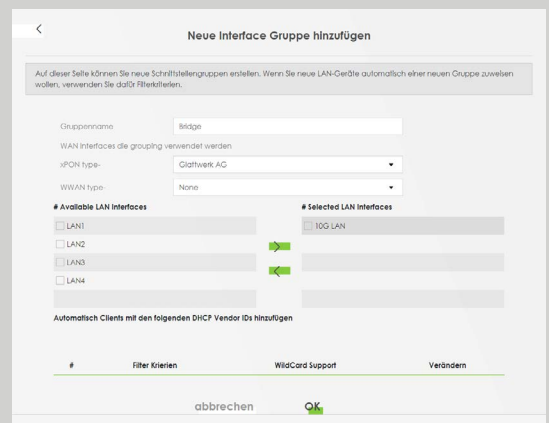 Neue Interface Gruppe hinzufügen
Auf dieser Seite können Sie neue Schnittstellengruppen erstellen. Wenn Sie neue LAN-Geräte automatisch einer neuen Gruppe zuweisen
wollen, verwenden Sie dafür Filterkriterien.
Gruppenname Bridge
WAN Interfaces die grouping verwendet werden
xPON type- Glattwerk AG
WWAN type- None
# Available LAN Interfaces # Selected LAN Interfaces
LAN1 10G LAN
LAN2
LAN3
LAN4
Automatisch Clients mit den folgenden DHCP Vendor IDs hinzufügen
# Filter Krierien WildCard Support Verändern
abbrechen OK